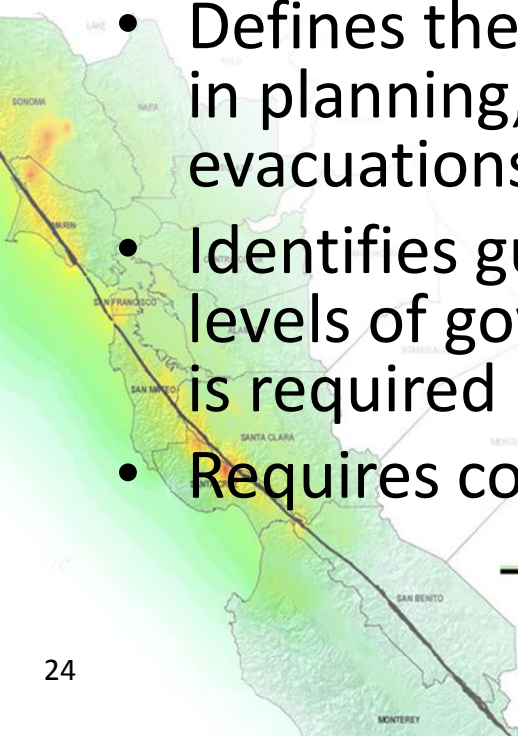 LAKE
YOLO
• Defines the
in planning,
SONOMA
NAPA
evacuations
MARIN
• Identifies gu
SAN FRANCISCO
levels of gov
SAN MATEO
is required
SANTA CLARA
• Requires co
SAN BENITO
24
MONTEREY